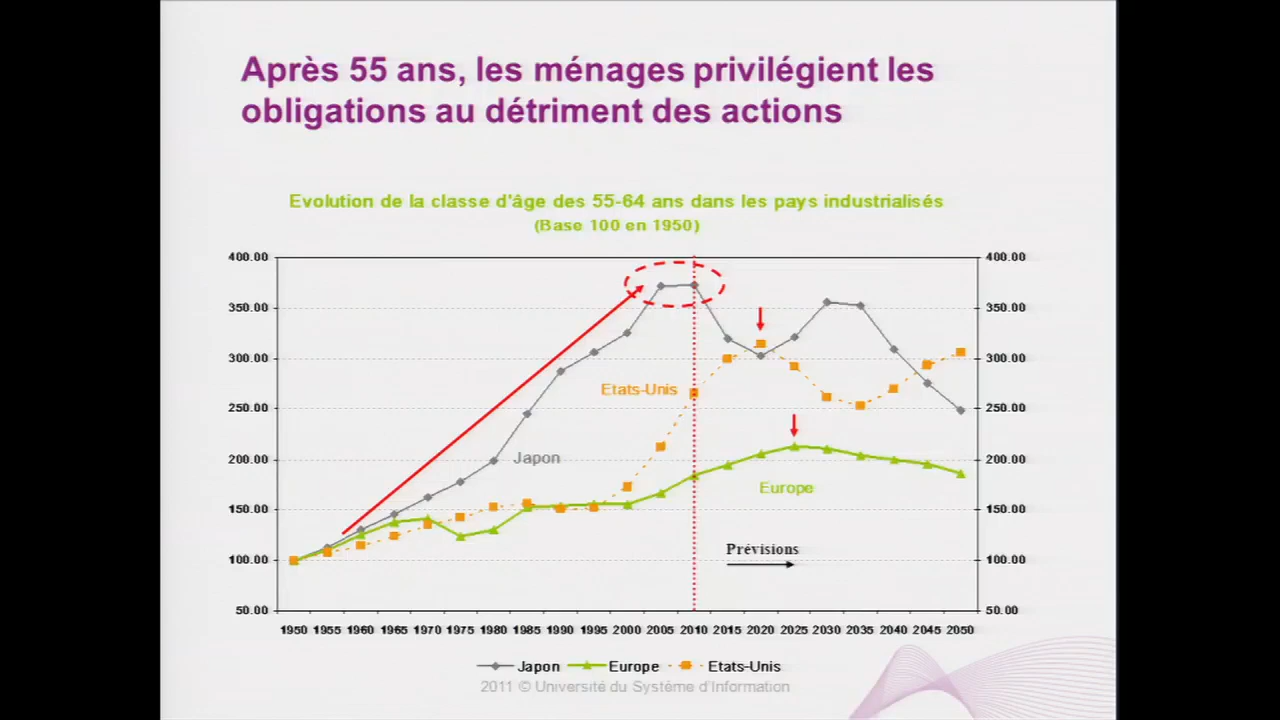 Après 55 ans, les ménages privilégient les
obligations au détriment des actions
Evolution de la classe d'âge des 55-64 ans dans les pays industrialisés
(Base 100 en 1950)
400.00 400.00
350.00 350.00
300.00 300.00
250.00 250.00
200.00 200.00
150.00 150.00
100.00 100.00
50.00 50.00
Etats-Unis
Japon
Europe
Prévisions
1950 1955 1960 1965 1970 1975 1980 1985 1990 1995 2000 2005 2010 2015 2020 2025 2030 2035 2040 2045 2050
Japon Europe Etats-Unis
2011 © Université du Système d'Information